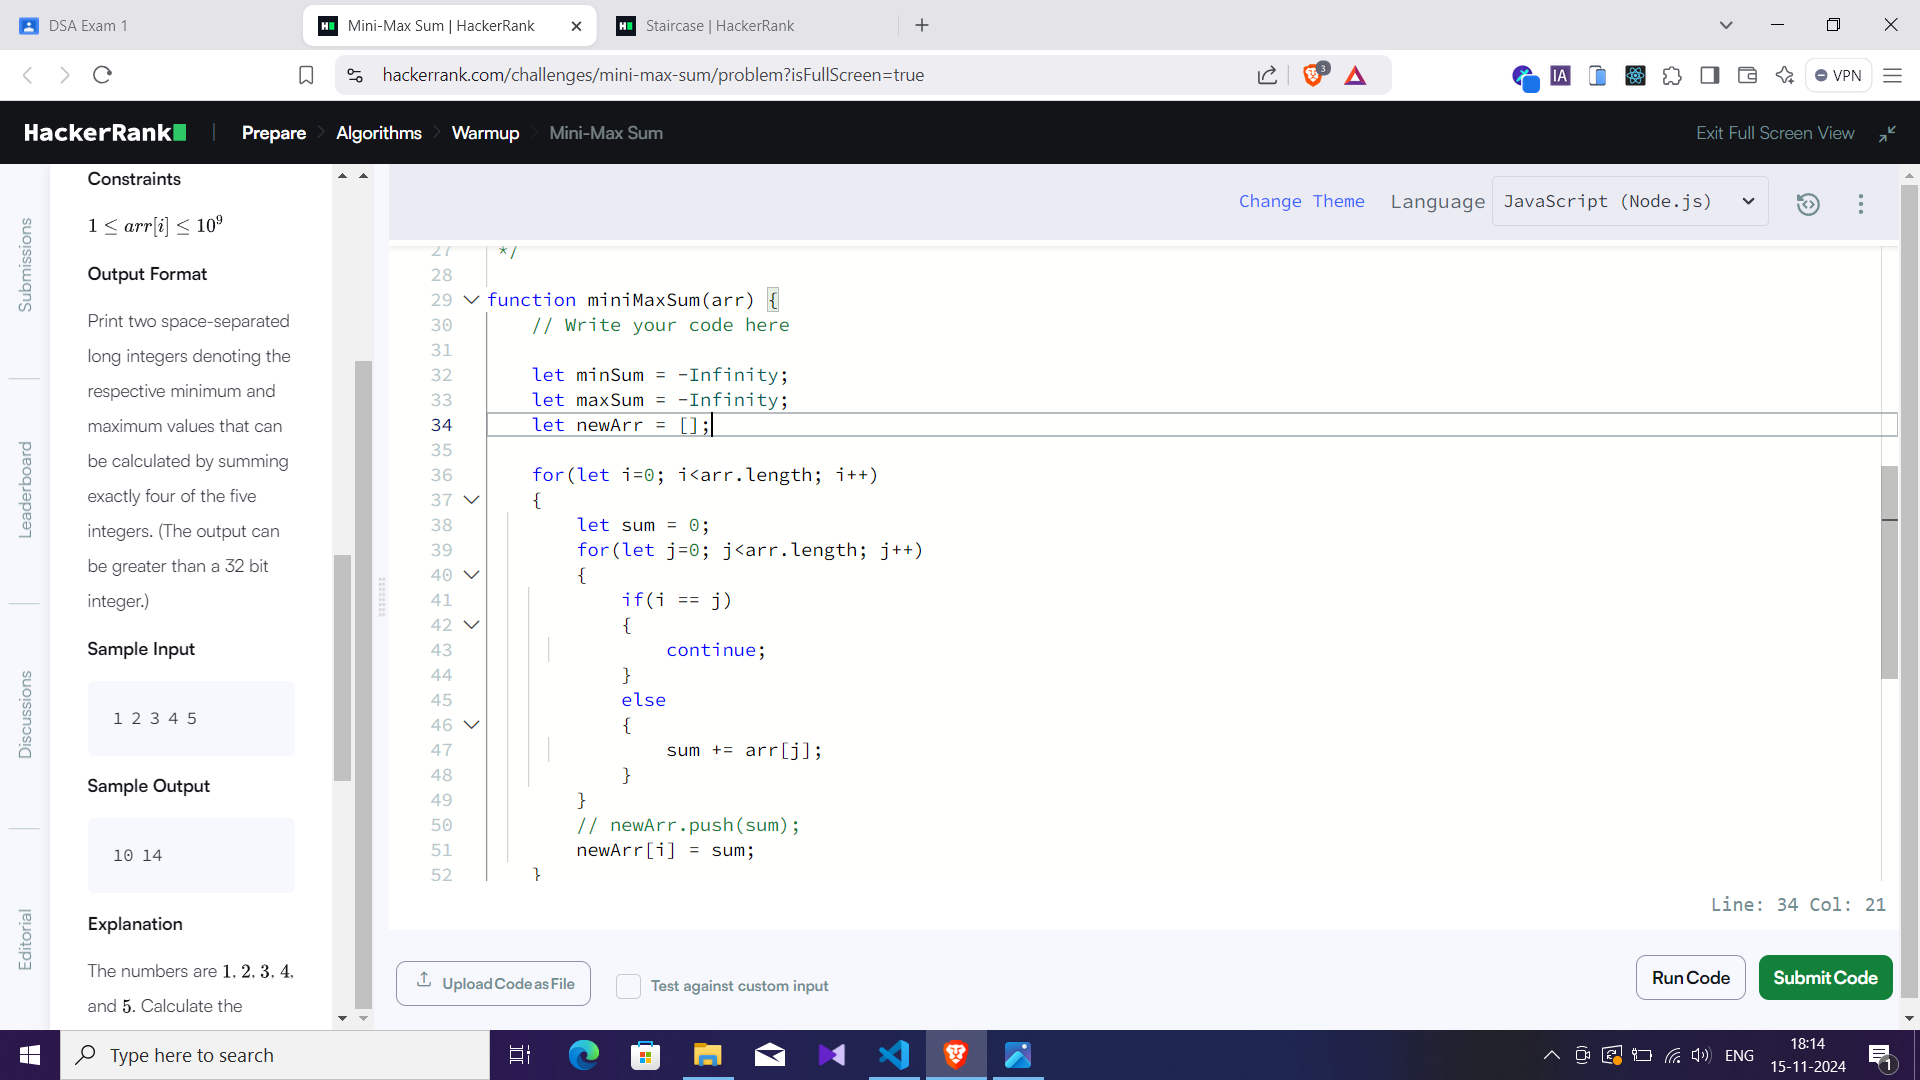 DSA Exam 1
Mini-Max Sum | HackerRank
Staircase | HackerRank
hackerrank.com/challenges/mini-max-sum/problem?isFullScreen=true
3
IA
VPN
HackerRank
Prepare
Algorithms
Warmup
Mini-Max Sum
Exit Full Screen View
Submissions
Leaderboard
Discussions
Editorial
Constraints
1 ≤ arr[i] ≤ 10⁹
Output Format
Print two space-separated
long integers denoting the
respective minimum and
maximum values that can
be calculated by summing
exactly four of the five
integers. (The output can
be greater than a 32 bit
integer.)
Sample Input
1 2 3 4 5
Sample Output
10 14
Explanation
The numbers are 1, 2, 3, 4,
and 5. Calculate the
Change Theme
Language
JavaScript (Node.js)
27 */
28
29 function miniMaxSum(arr) {
30     // Write your code here
31
32     let minSum = -Infinity;
33     let maxSum = -Infinity;
34     let newArr = [];
35
36     for(let i=0; i<arr.length; i++)
37     {
38         let sum = 0;
39         for(let j=0; j<arr.length; j++)
40         {
41             if(i == j)
42             {
43                 continue;
44             }
45             else
46             {
47                 sum += arr[j];
48             }
49         }
50         // newArr.push(sum);
51         newArr[i] = sum;
52     }
Line: 34 Col: 21
Upload Code as File
Test against custom input
Run Code
Submit Code
Type here to search
ENG
18:14
15-11-2024
1